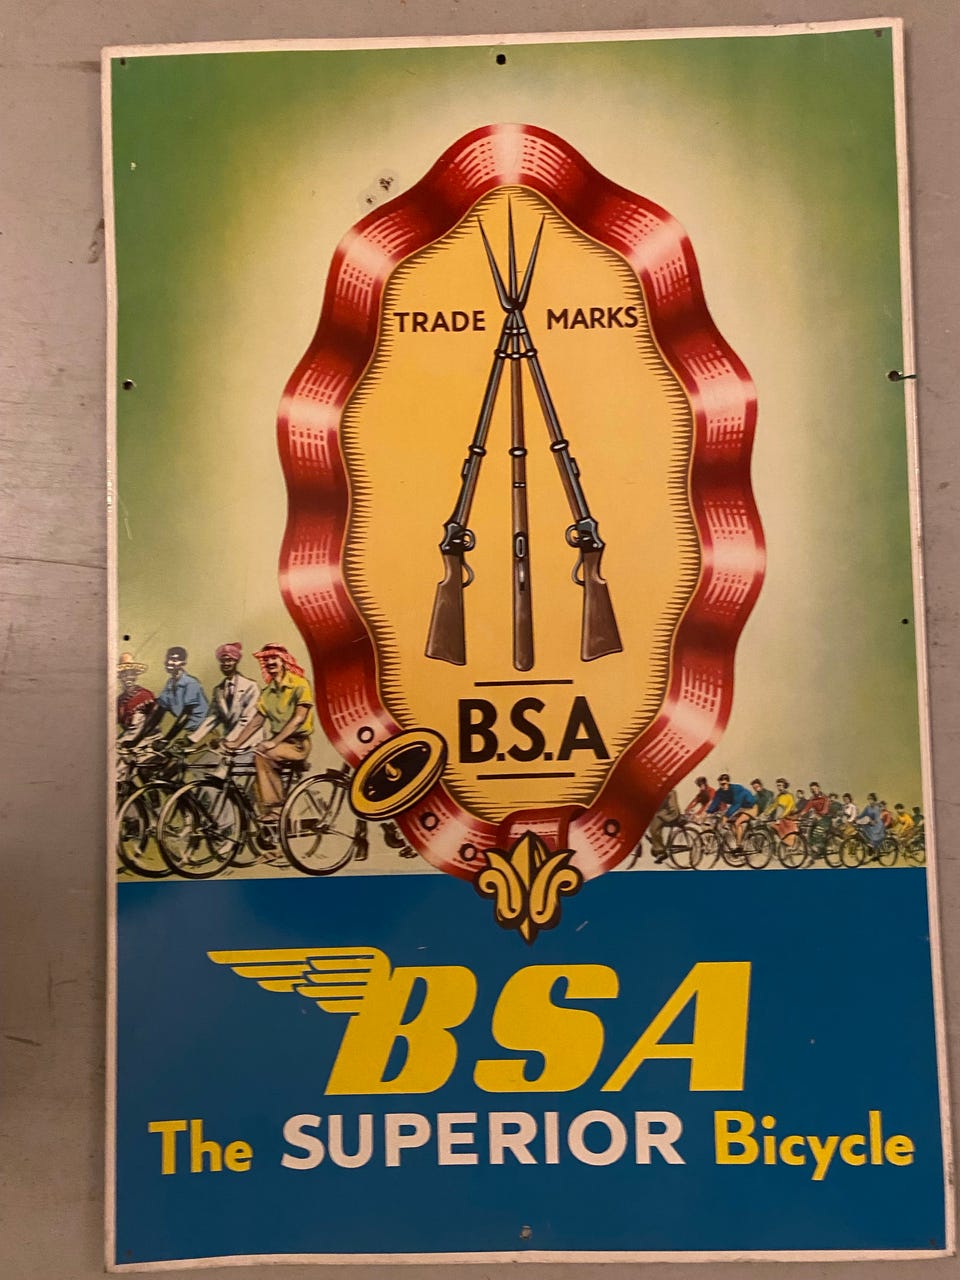 TRADE MARKS
B.S.A
BSA
The SUPERIOR Bicycle